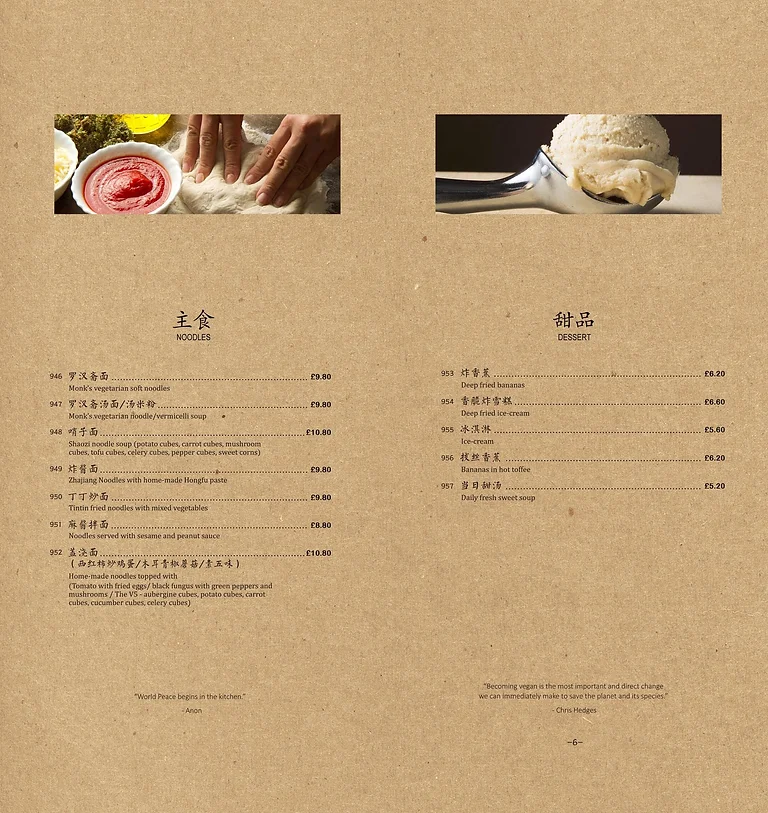 主食
NOODLES
946 罗汉斋面 £9.80
Monk's vegetarian soft noodles
947 罗汉斋汤面/汤米粉 £9.80
Monk's vegetarian noodle/vermicelli soup
948 哨子面 £10.80
Shaozi noodle soup (potato cubes, carrot cubes, mushroom
cubes, tofu cubes, celery cubes, pepper cubes, sweet corns)
949 炸酱面 £9.80
Zhajiang Noodles with home-made Hongfu paste
950 丁丁炒面 £9.80
Tintin fried noodles with mixed vegetables
951 麻酱拌面 £8.80
Noodles served with sesame and peanut sauce
952 盖浇面 £10.80
(西红柿炒鸡蛋/木耳青椒蘑菇/素五味)
Home-made noodles topped with
(Tomato with fried eggs/ black fungus with green peppers and
mushrooms / The V5 - aubergine cubes, potato cubes, carrot
cubes, cucumber cubes, celery cubes)
"World Peace begins in the kitchen."
- Anon
甜品
DESSERT
953 炸香蕉 £6.20
Deep fried bananas
954 香脆炸雪糕 £6.60
Deep fried ice-cream
955 冰淇淋 £5.60
Ice-cream
956 拔丝香蕉 £6.20
Bananas in hot toffee
957 当日甜汤 £5.20
Daily fresh sweet soup
"Becoming vegan is the most important and direct change
we can immediately make to save the planet and its species."
- Chris Hedges
–6–